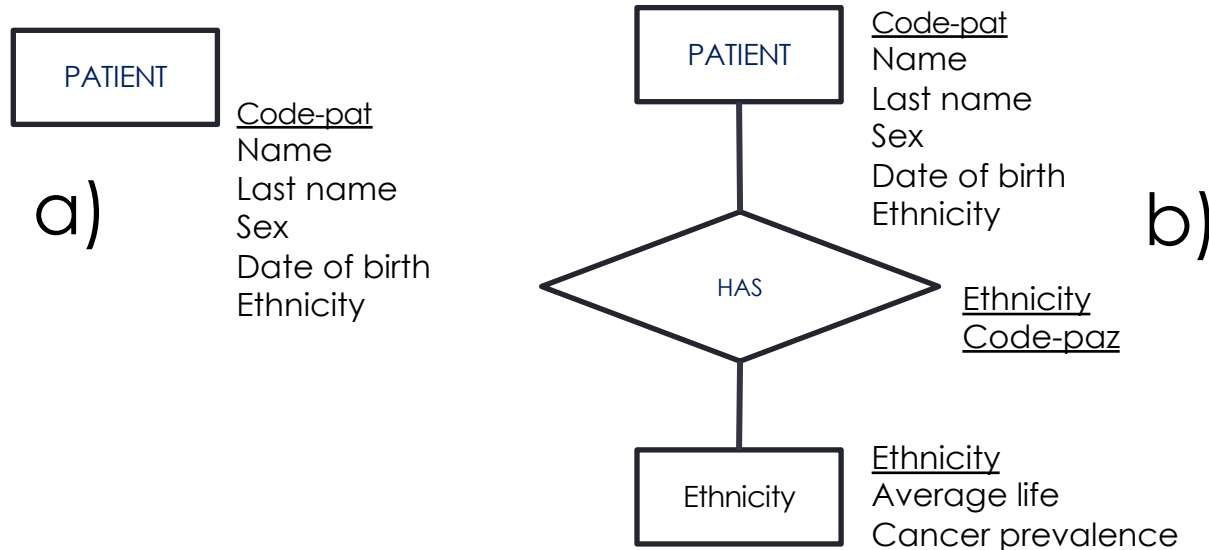 PATIENT
Code-pat
Name
Last name
Sex
Date of birth
Ethnicity
a)
PATIENT
Code-pat
Name
Last name
Sex
Date of birth
Ethnicity
b)
HAS
Ethnicity
Code-paz
Ethnicity
Ethnicity
Average life
Cancer prevalence